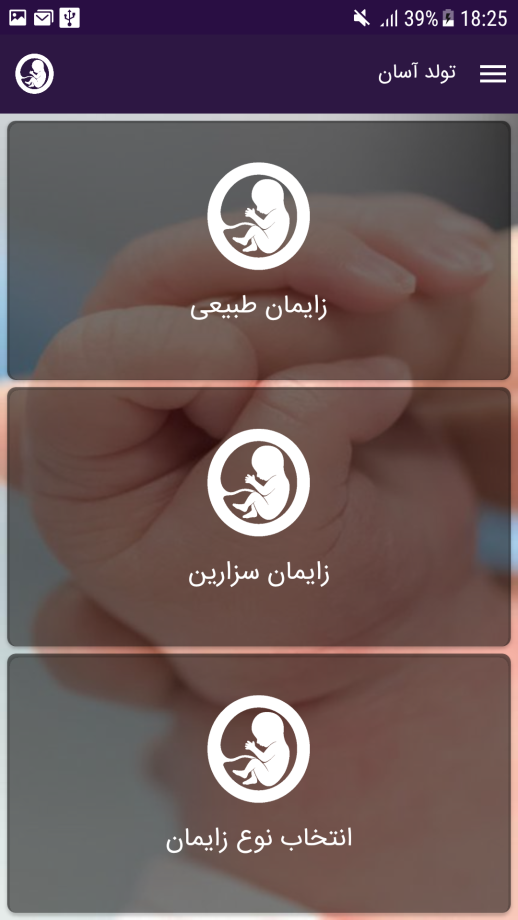 39% 18:25
تولد آسان
زایمان طبیعی
زایمان سزارین
انتخاب نوع زایمان